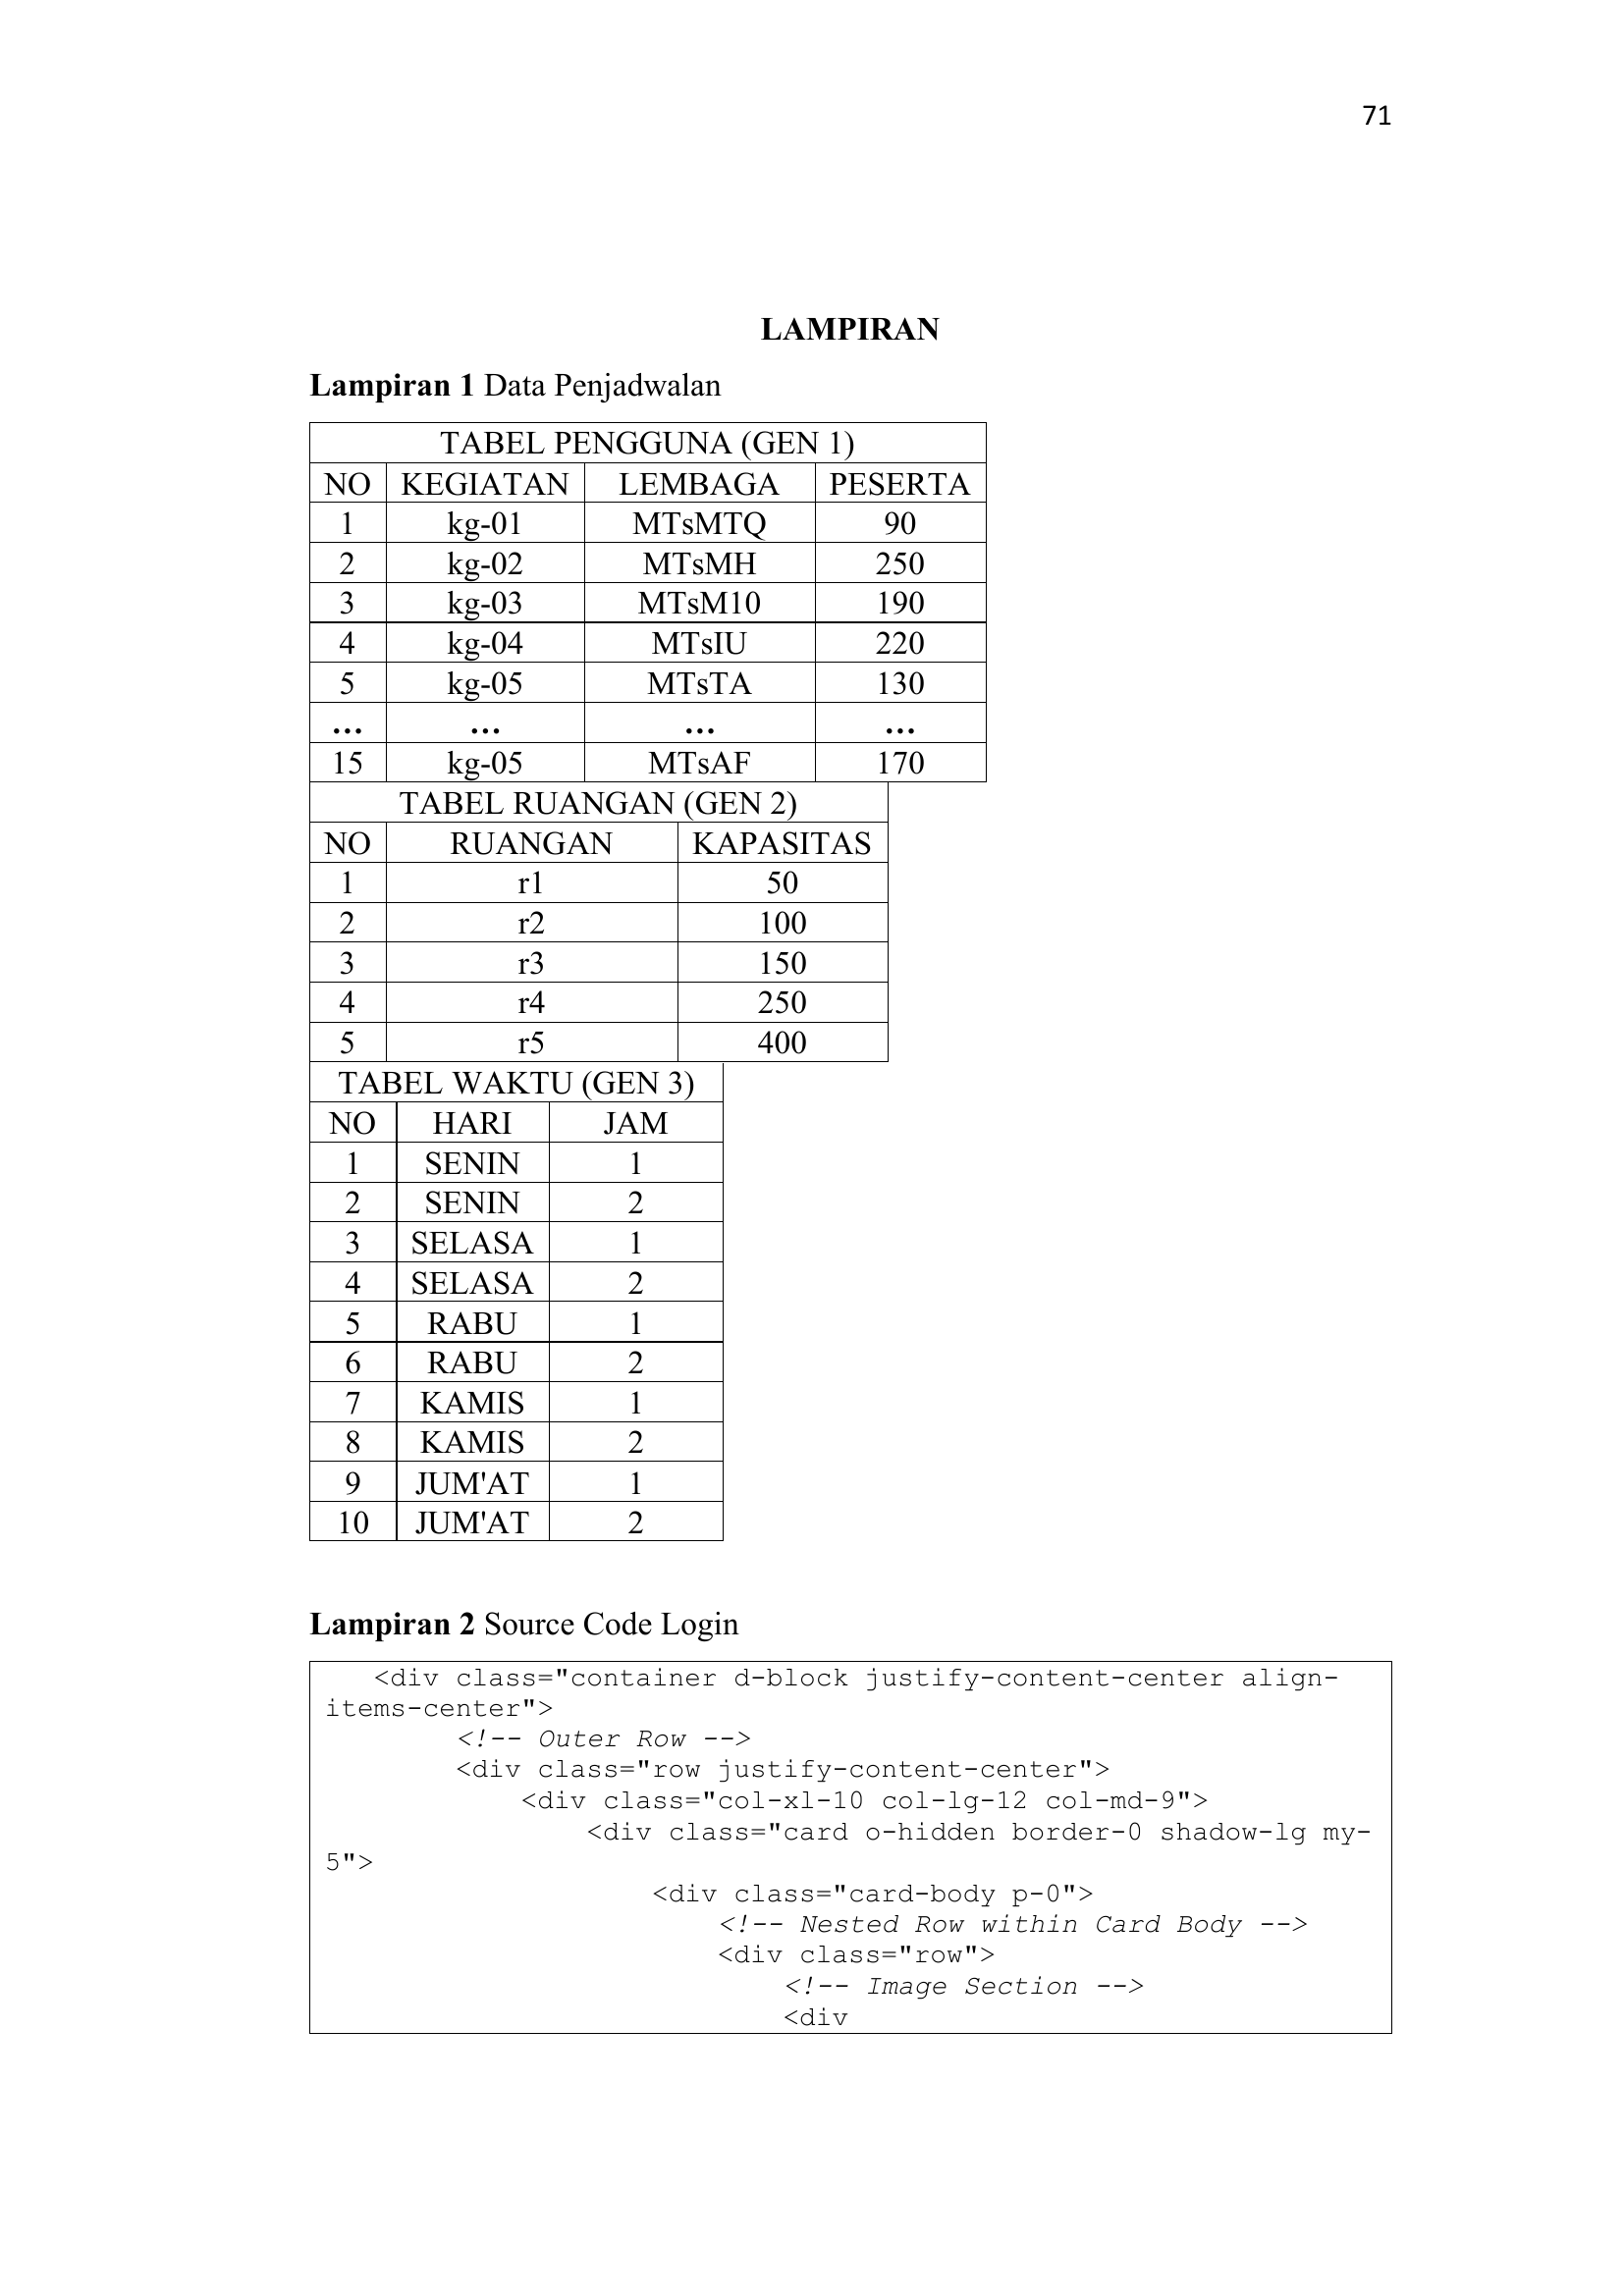 71
LAMPIRAN
Lampiran 1 Data Penjadwalan
TABEL PENGGUNA (GEN 1)
NO KEGIATAN LEMBAGA PESERTA
1 kg-01 MTsMTQ 90
2 kg-02 MTsMH 250
3 kg-03 MTsM10 190
4 kg-04 MTsIU 220
5 kg-05 MTsTA 130
... ... ... ...
15 kg-05 MTsAF 170
TABEL RUANGAN (GEN 2)
NO RUANGAN KAPASITAS
1 r1 50
2 r2 100
3 r3 150
4 r4 250
5 r5 400
TABEL WAKTU (GEN 3)
NO HARI JAM
1 SENIN 1
2 SENIN 2
3 SELASA 1
4 SELASA 2
5 RABU 1
6 RABU 2
7 KAMIS 1
8 KAMIS 2
9 JUM'AT 1
10 JUM'AT 2
Lampiran 2 Source Code Login
<div class="container d-block justify-content-center align-
items-center">
<!-- Outer Row -->
<div class="row justify-content-center">
<div class="col-xl-10 col-lg-12 col-md-9">
<div class="card o-hidden border-0 shadow-lg my-
5">
<div class="card-body p-0">
<!-- Nested Row within Card Body -->
<div class="row">
<!-- Image Section -->
<div